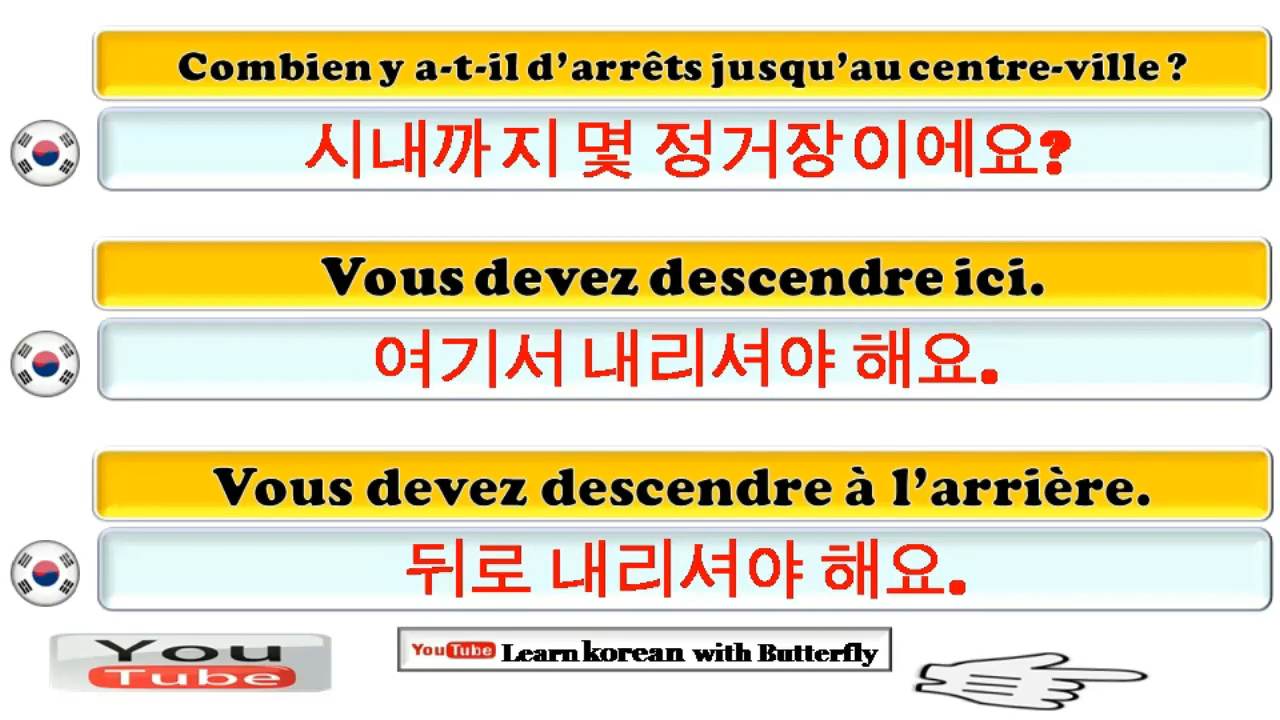 Combien y a-t-il d’arrêts jusqu’au centre-ville ?
시내까지 몇 정거장이에요?
Vous devez descendre ici.
여기서 내리셔야 해요.
Vous devez descendre à l’arrière.
뒤로 내리셔야 해요.
You
Tube
YouTube Learn korean with Butterfly